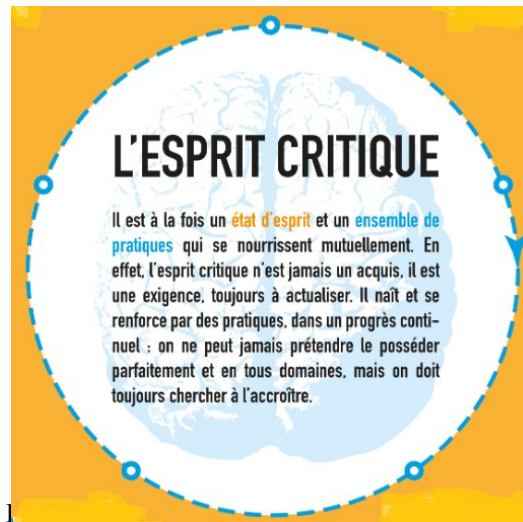 L'ESPRIT CRITIQUE
Il est à la fois un état d'esprit et un ensemble de
pratiques qui se nourrissent mutuellement. En
effet, l'esprit critique n'est jamais un acquis, il est
une exigence, toujours à actualiser. Il naît et se
renforce par des pratiques, dans un progrès conti-
nuel : on ne peut jamais prétendre le posséder
parfaitement et en tous domaines, mais on doit
toujours chercher à l'accroître.